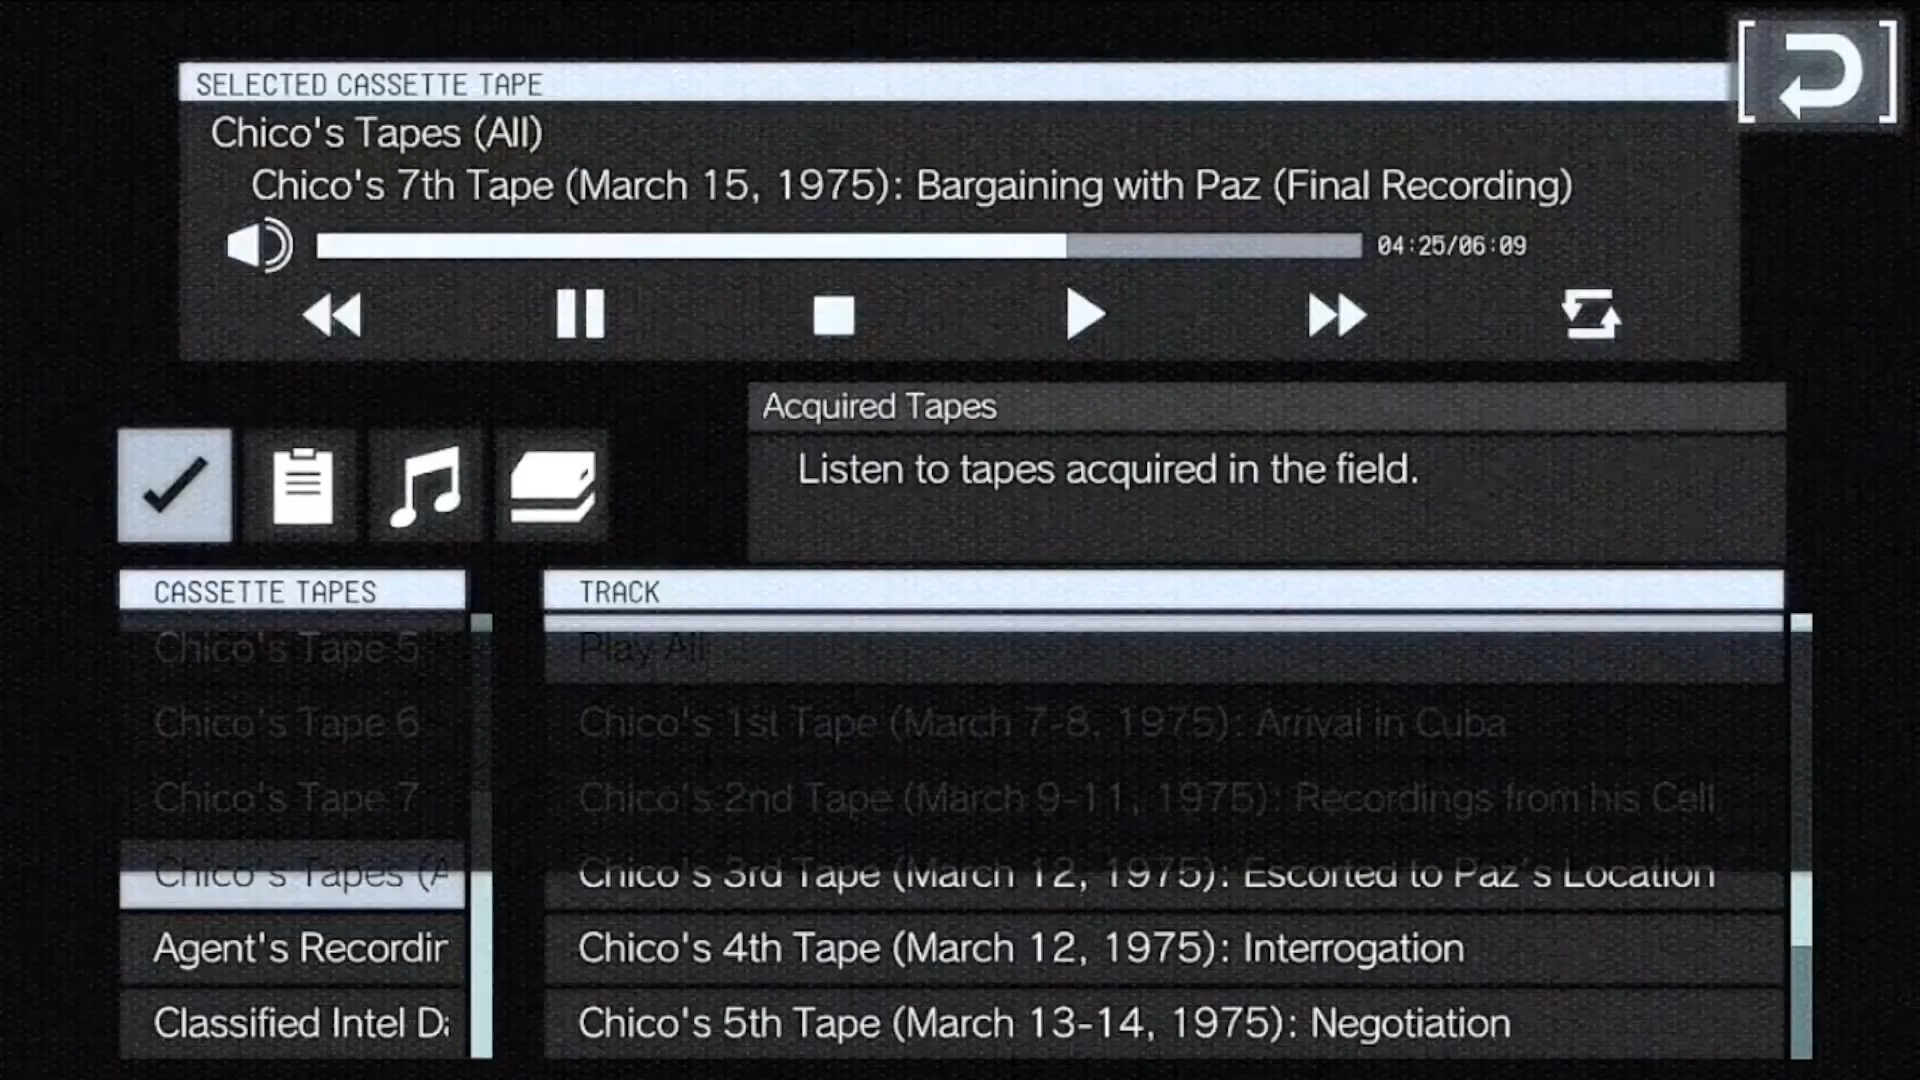 SELECTED CASSETTE TAPE
Chico's Tapes (All)
Chico's 7th Tape (March 15, 1975): Bargaining with Paz (Final Recording)
04:25/06:09
Acquired Tapes
Listen to tapes acquired in the field.
CASSETTE TAPES
Chico's Tape 5
Chico's Tape 6
Chico's Tape 7
Chico's Tapes (A
Agent's Recordin
Classified Intel Da
TRACK
Play All
Chico's 1st Tape (March 7-8, 1975): Arrival in Cuba
Chico's 2nd Tape (March 9-11, 1975): Recordings from his Cell
Chico's 3rd Tape (March 12, 1975): Escorted to Paz's Location
Chico's 4th Tape (March 12, 1975): Interrogation
Chico's 5th Tape (March 13-14, 1975): Negotiation